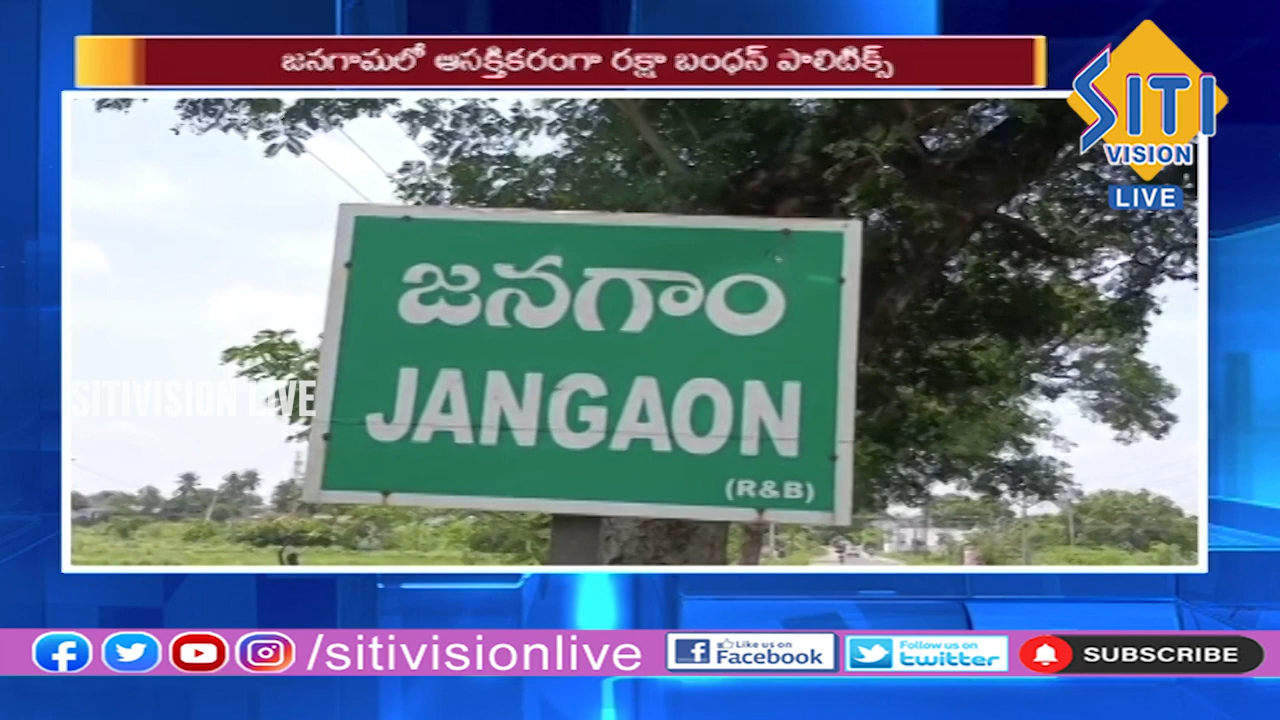 జనగామలో ఆసక్తికరంగా రక్షా బంధన్ పాలిటిక్స్
SITI
VISION
LIVE
జనగాం
JANGAON
(R&B)
SITIVISION LIVE
/sitivisionlive
Like us on
Facebook
Follow us on
twitter
SUBSCRIBE